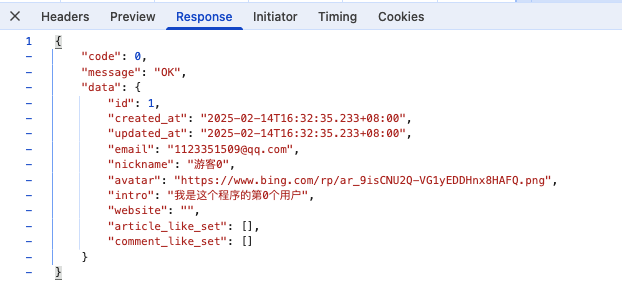 Headers Preview Response Initiator Timing Cookies
1 {
"code": 0,
"message": "OK",
"data": {
"id": 1,
"created_at": "2025-02-14T16:32:35.233+08:00",
"updated_at": "2025-02-14T16:32:35.233+08:00",
"email": "1123351509@qq.com",
"nickname": "游客0",
"avatar": "https://www.bing.com/rp/ar_9isCNU2Q-VG1yEDDHnx8HAFQ.png",
"intro": "我是这个程序的第0个用户",
"website": "",
"article_like_set": [],
"comment_like_set": []
}
}